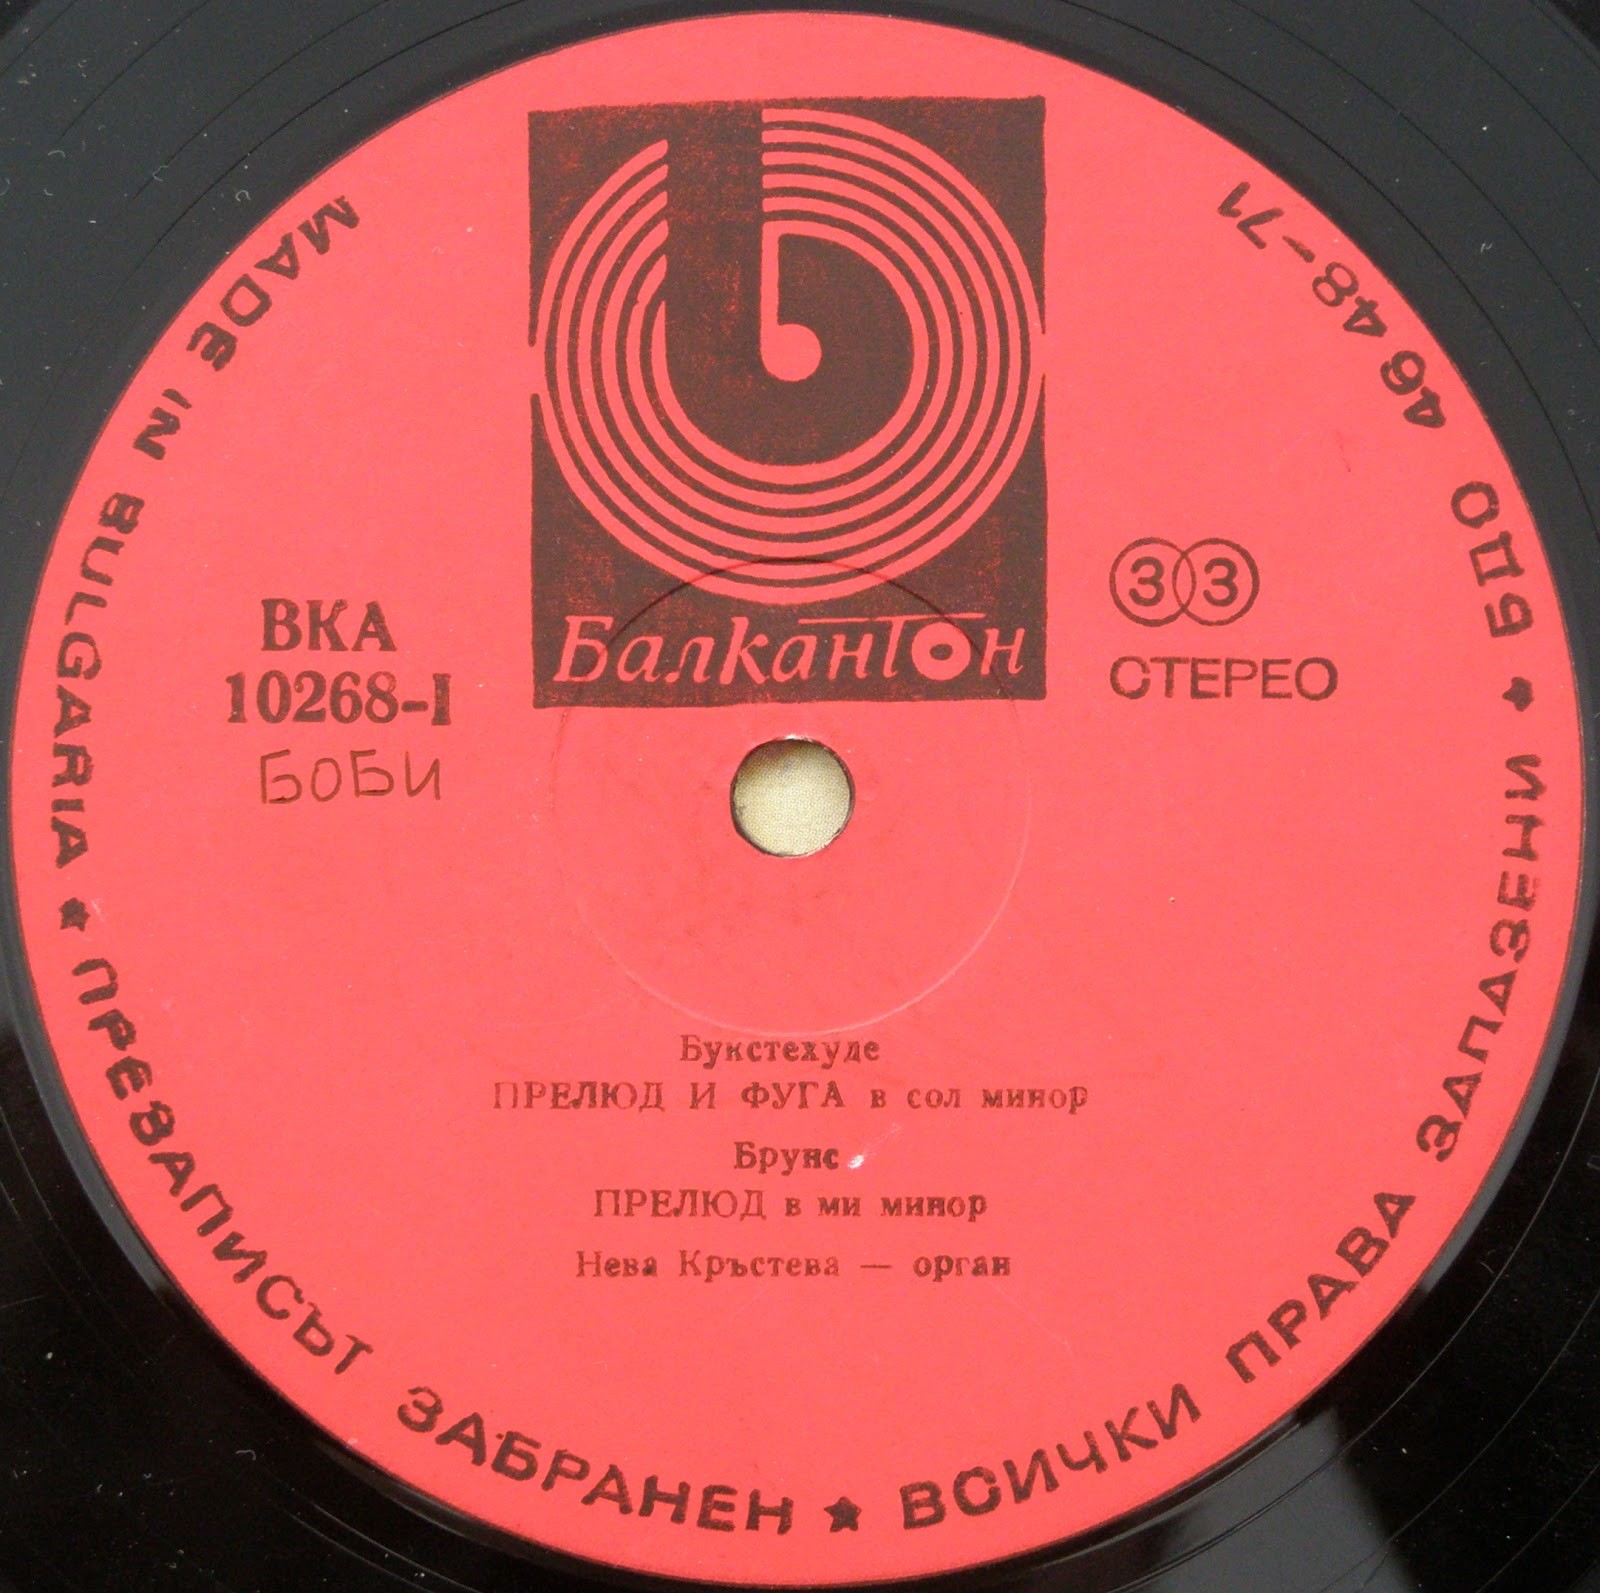 Балкантон
ВКА
10268-I
БОБИ
33
СТЕРЕО
Букстехуде
ПРЕЛЮД И ФУГА в сол минор
Брунс
ПРЕЛЮД в ми минор
Нева Кръстева — орган
MADE IN BULGARIA ★ ПРЕЗАПИСЪТ ЗАБРАНЕН ★ ВСИЧКИ ПРАВА ЗАПАЗЕНИ ★ БДО 4648-71